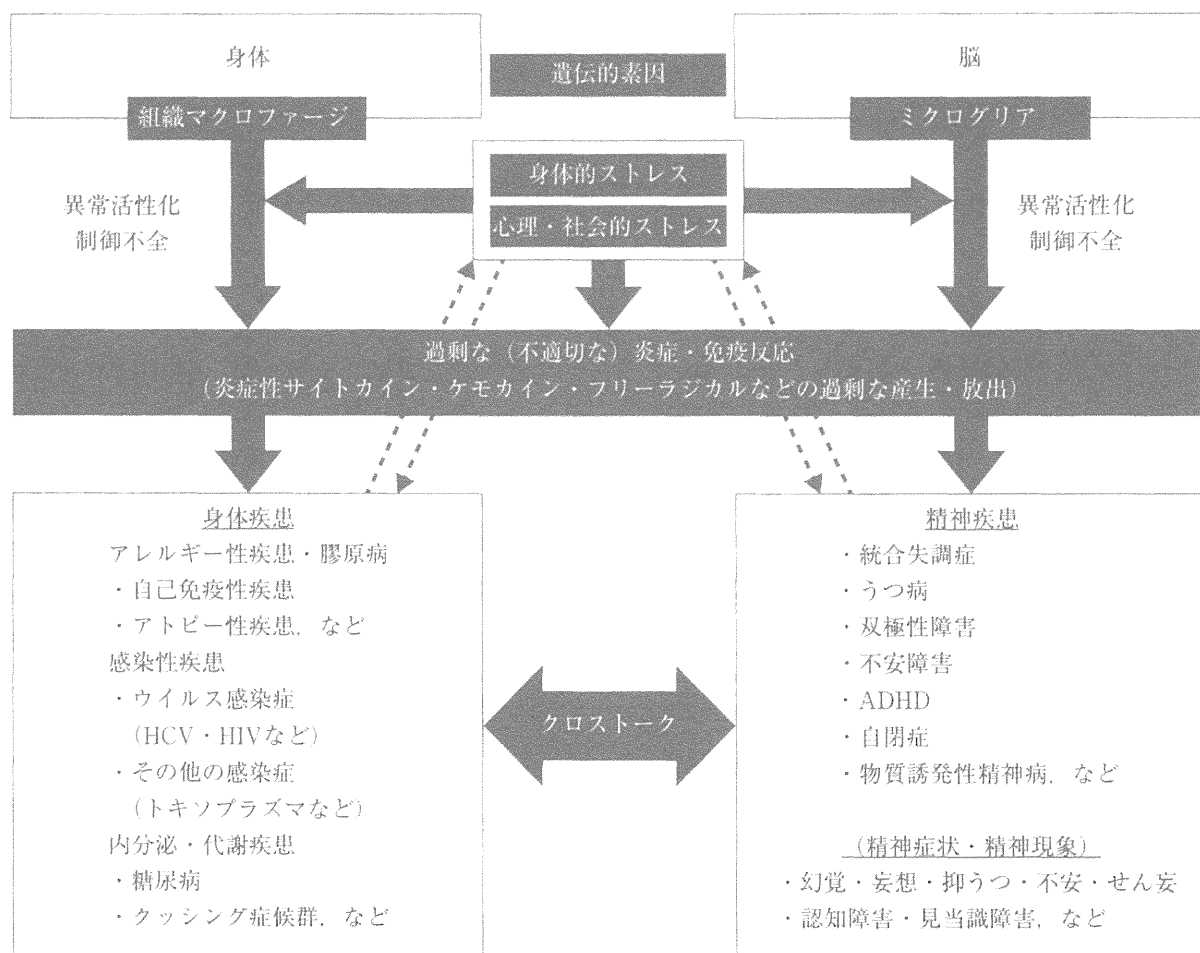 身体
遺伝的素因
脳
組織マクロファージ
ミクログリア
身体的ストレス
心理・社会的ストレス
異常活性化
制御不全
異常活性化
制御不全
過剰な（不適切な）炎症・免疫反応
（炎症性サイトカイン・ケモカイン・フリーラジカルなどの過剰な産生・放出）
身体疾患
アレルギー性疾患・膠原病
・自己免疫性疾患
・アトピー性疾患，など
感染性疾患
・ウイルス感染症
（HCV・HIVなど）
・その他の感染症
（トキソプラズマなど）
内分泌・代謝疾患
・糖尿病
・クッシング症候群，など
クロストーク
精神疾患
・統合失調症
・うつ病
・双極性障害
・不安障害
・ADHD
・自閉症
・物質誘発性精神病，など
（精神症状・精神現象）
・幻覚・妄想・抑うつ・不安・せん妄
・認知障害・見当識障害，など